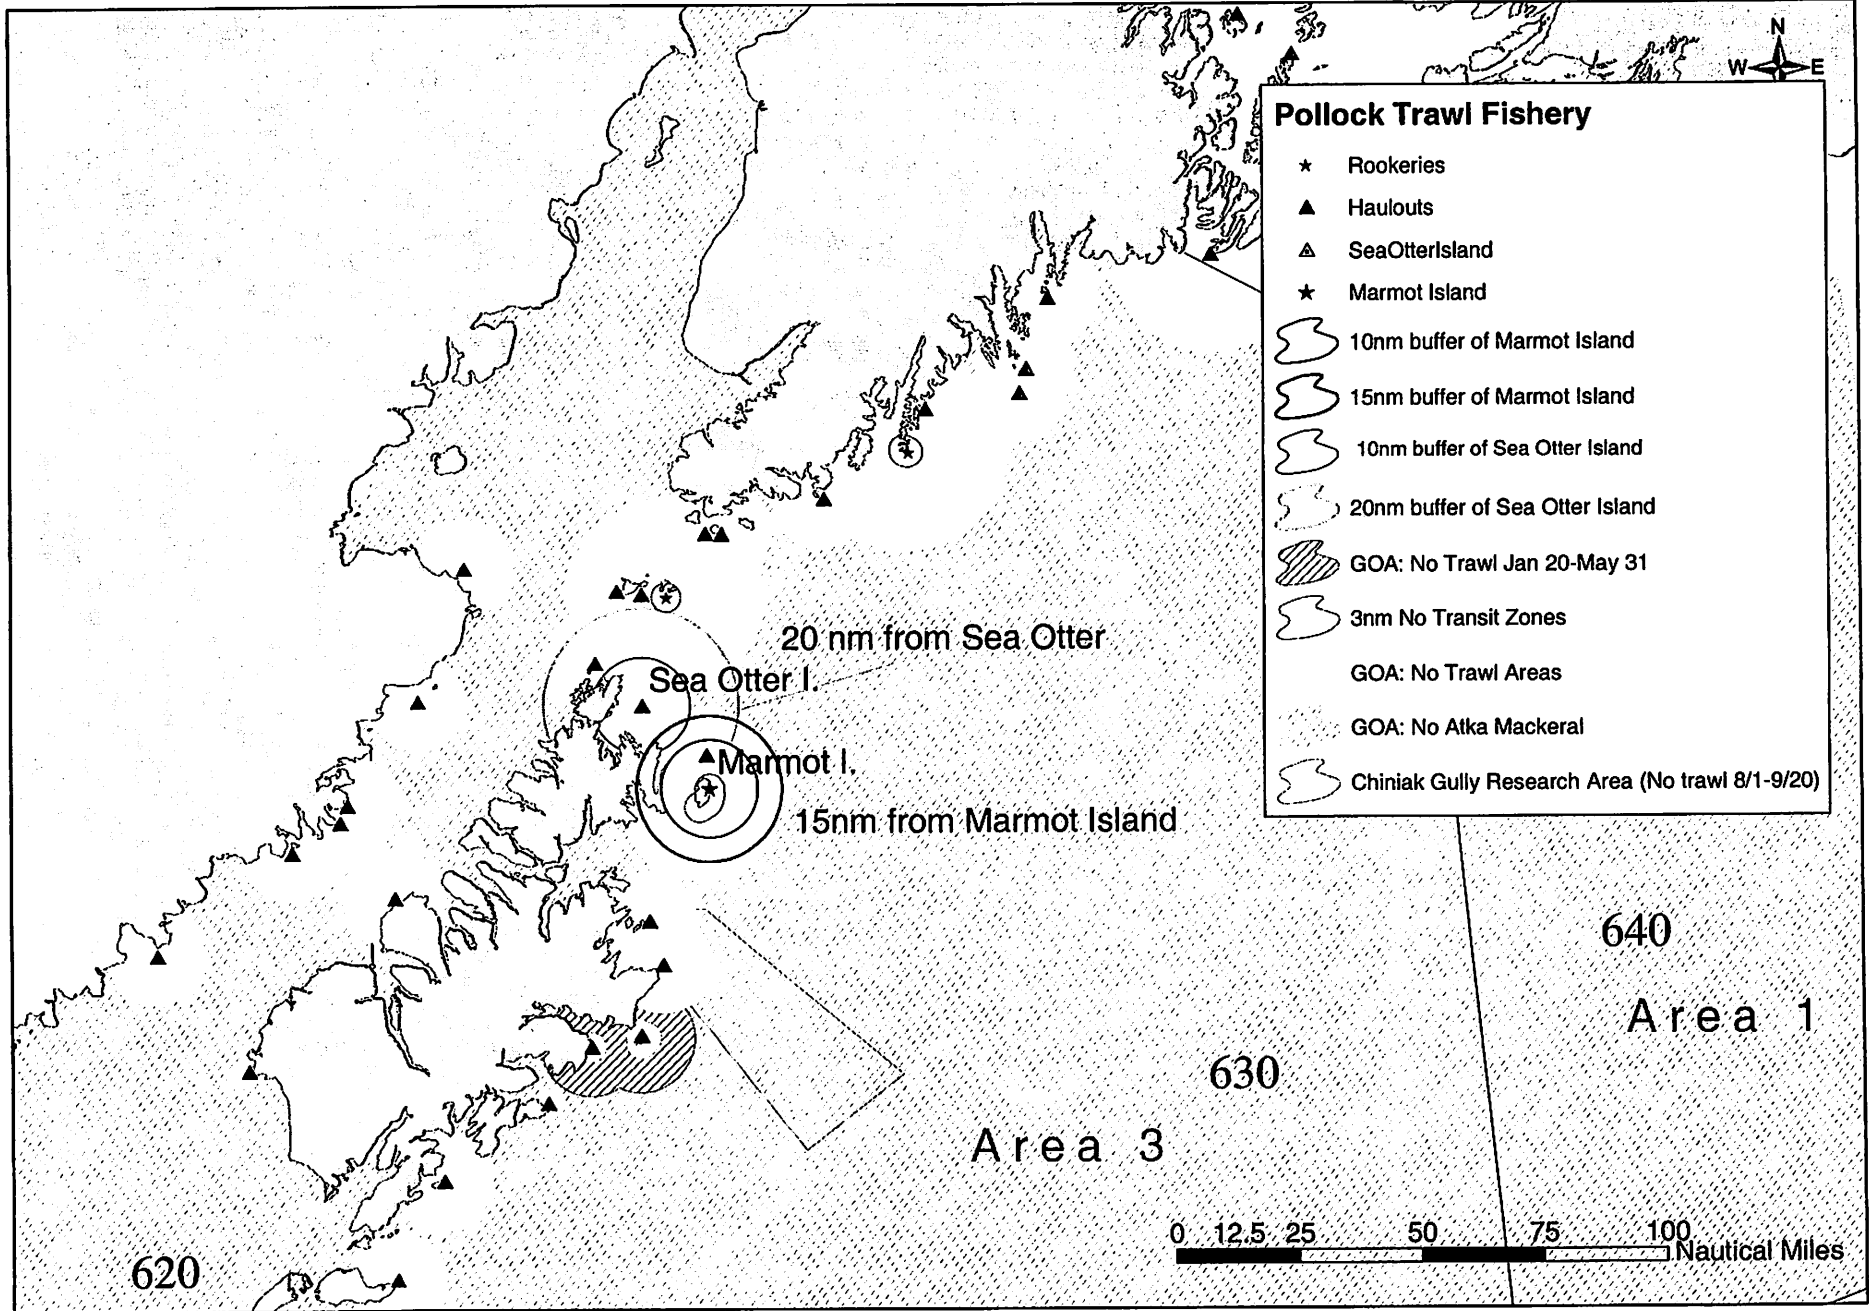 N
W E
Pollock Trawl Fishery
Rookeries
Haulouts
SeaOtterIsland
Marmot Island
10nm buffer of Marmot Island
15nm buffer of Marmot Island
10nm buffer of Sea Otter Island
20nm buffer of Sea Otter Island
GOA: No Trawl Jan 20-May 31
3nm No Transit Zones
GOA: No Trawl Areas
GOA: No Atka Mackeral
Chiniak Gully Research Area (No trawl 8/1-9/20)
20 nm from Sea Otter
Sea Otter I.
Marmot I.
15nm from Marmot Island
640
Area 1
630
Area 3
620
0 12.5 25 50 75 100
Nautical Miles